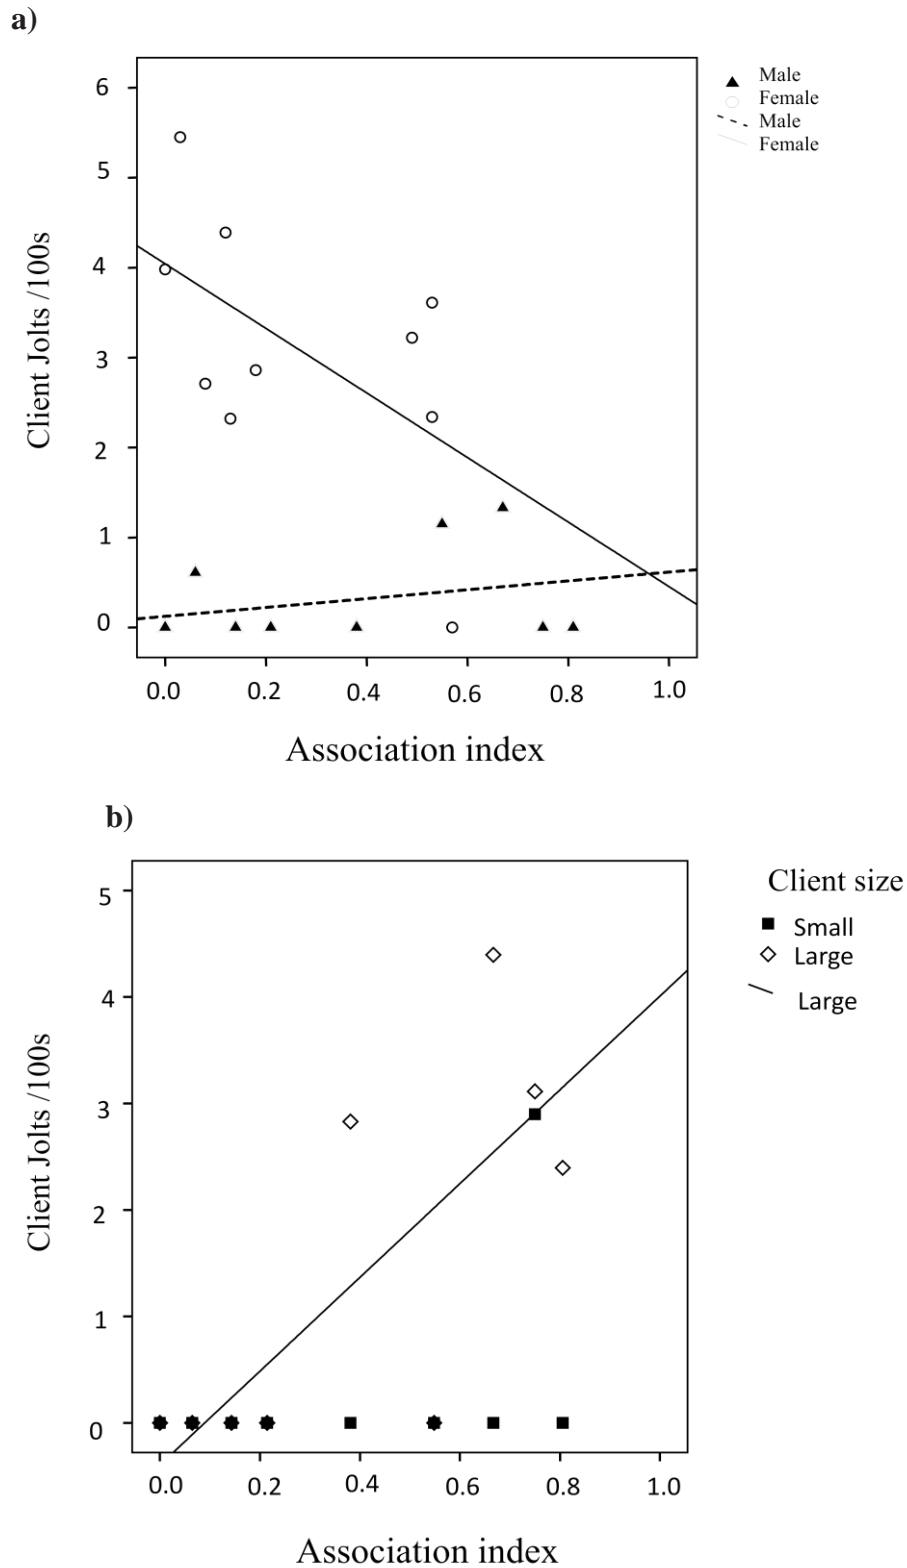 a)
6
5
4
3
2
1
0
Client Jolts /100s
0.0 0.2 0.4 0.6 0.8 1.0
Association index
Male
Female
Male
Female
b)
5
4
3
2
1
0
Client Jolts /100s
0.0 0.2 0.4 0.6 0.8 1.0
Association index
Client size
Small
Large
Large